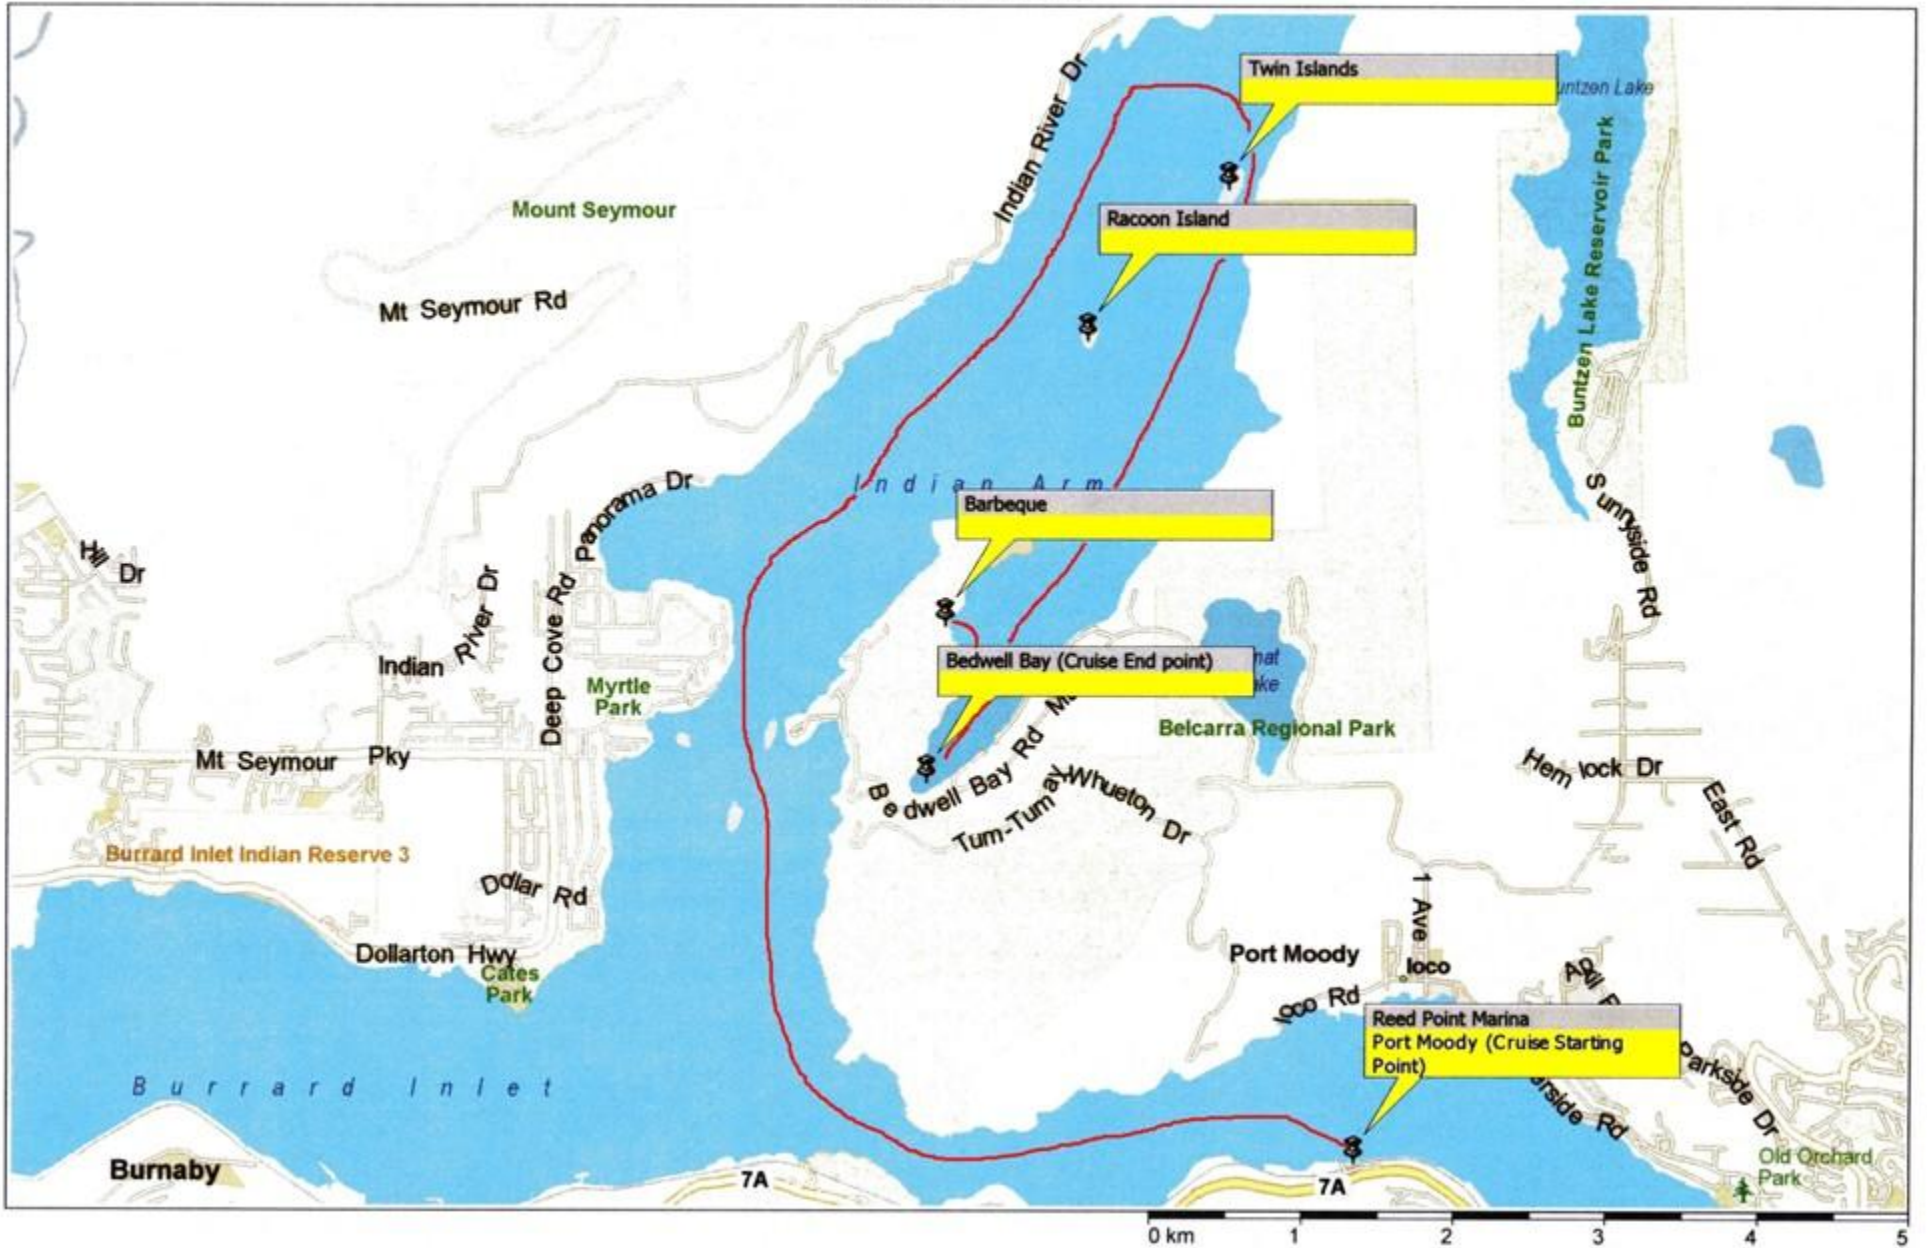 Indian River Dr
Twin Islands
untzen Lake
Buntzen Lake Reservoir Park
Mount Seymour
Racoon Island
Mt Seymour Rd
Panorama Dr
Indian Arm
Barbeque
Sunnyside Rd
Hill Dr
Indian River Dr
Deep Cove Rd
Myrtle
Park
Bedwell Bay (Cruise End point)
mat
ake
Belcarra Regional Park
Mt Seymour Pky
Bedwell Bay Rd
Tum-Tumay
Whueton Dr
Hemlock Dr
East Rd
Burrard Inlet Indian Reserve 3
Dollar Rd
1 Ave
Dollarton Hwy
Cates
Park
Port Moody
Ioco
Ioco Rd
Reed Point Marina
Port Moody (Cruise Starting
Point)
Parkside Dr
erside Rd
Burrard Inlet
Burnaby
7A
7A
Old Orchard
Park
0 km 1 2 3 4 5